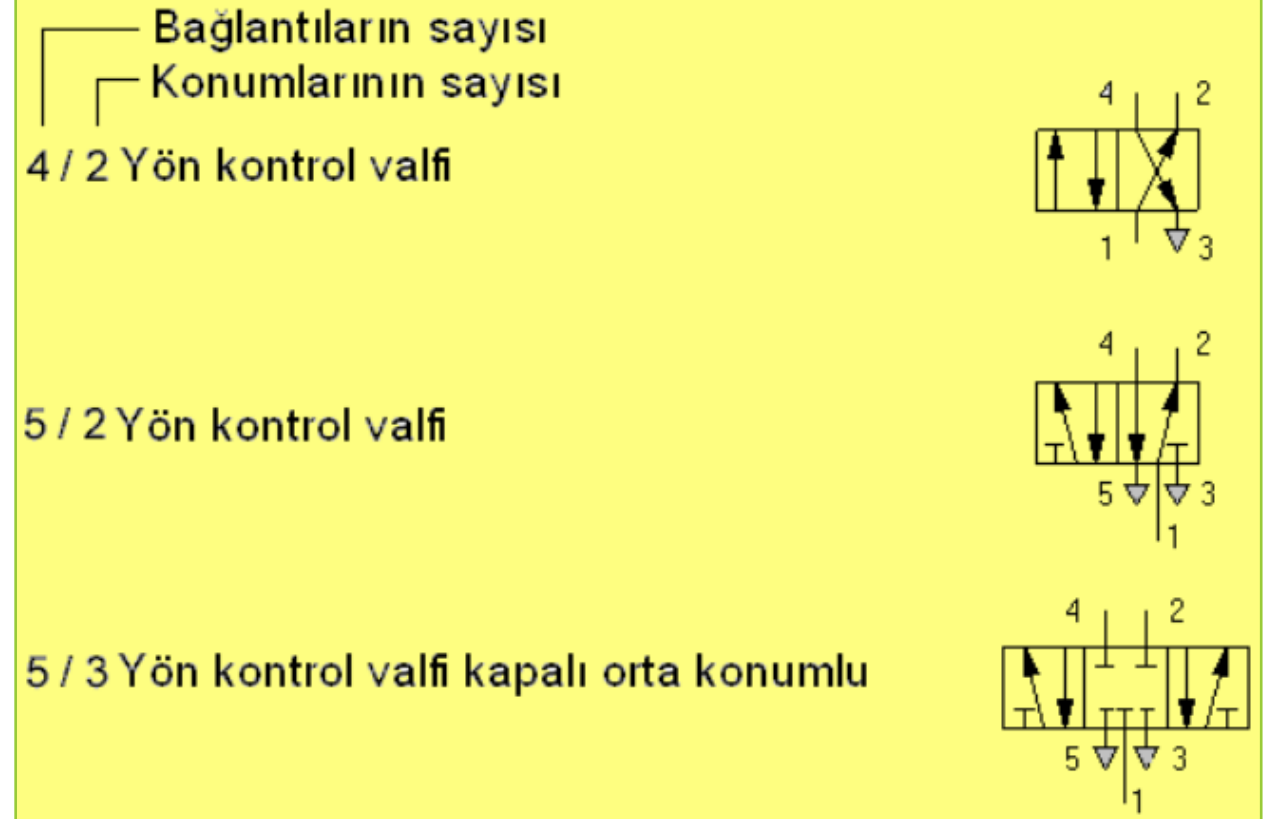 Bağlantıların sayısı
Konumlarının sayısı
4 / 2 Yön kontrol valfi
4 2
1 3
5 / 2 Yön kontrol valfi
4 2
5 3
1
5 / 3 Yön kontrol valfi kapalı orta konumlu
4 2
5 3
1